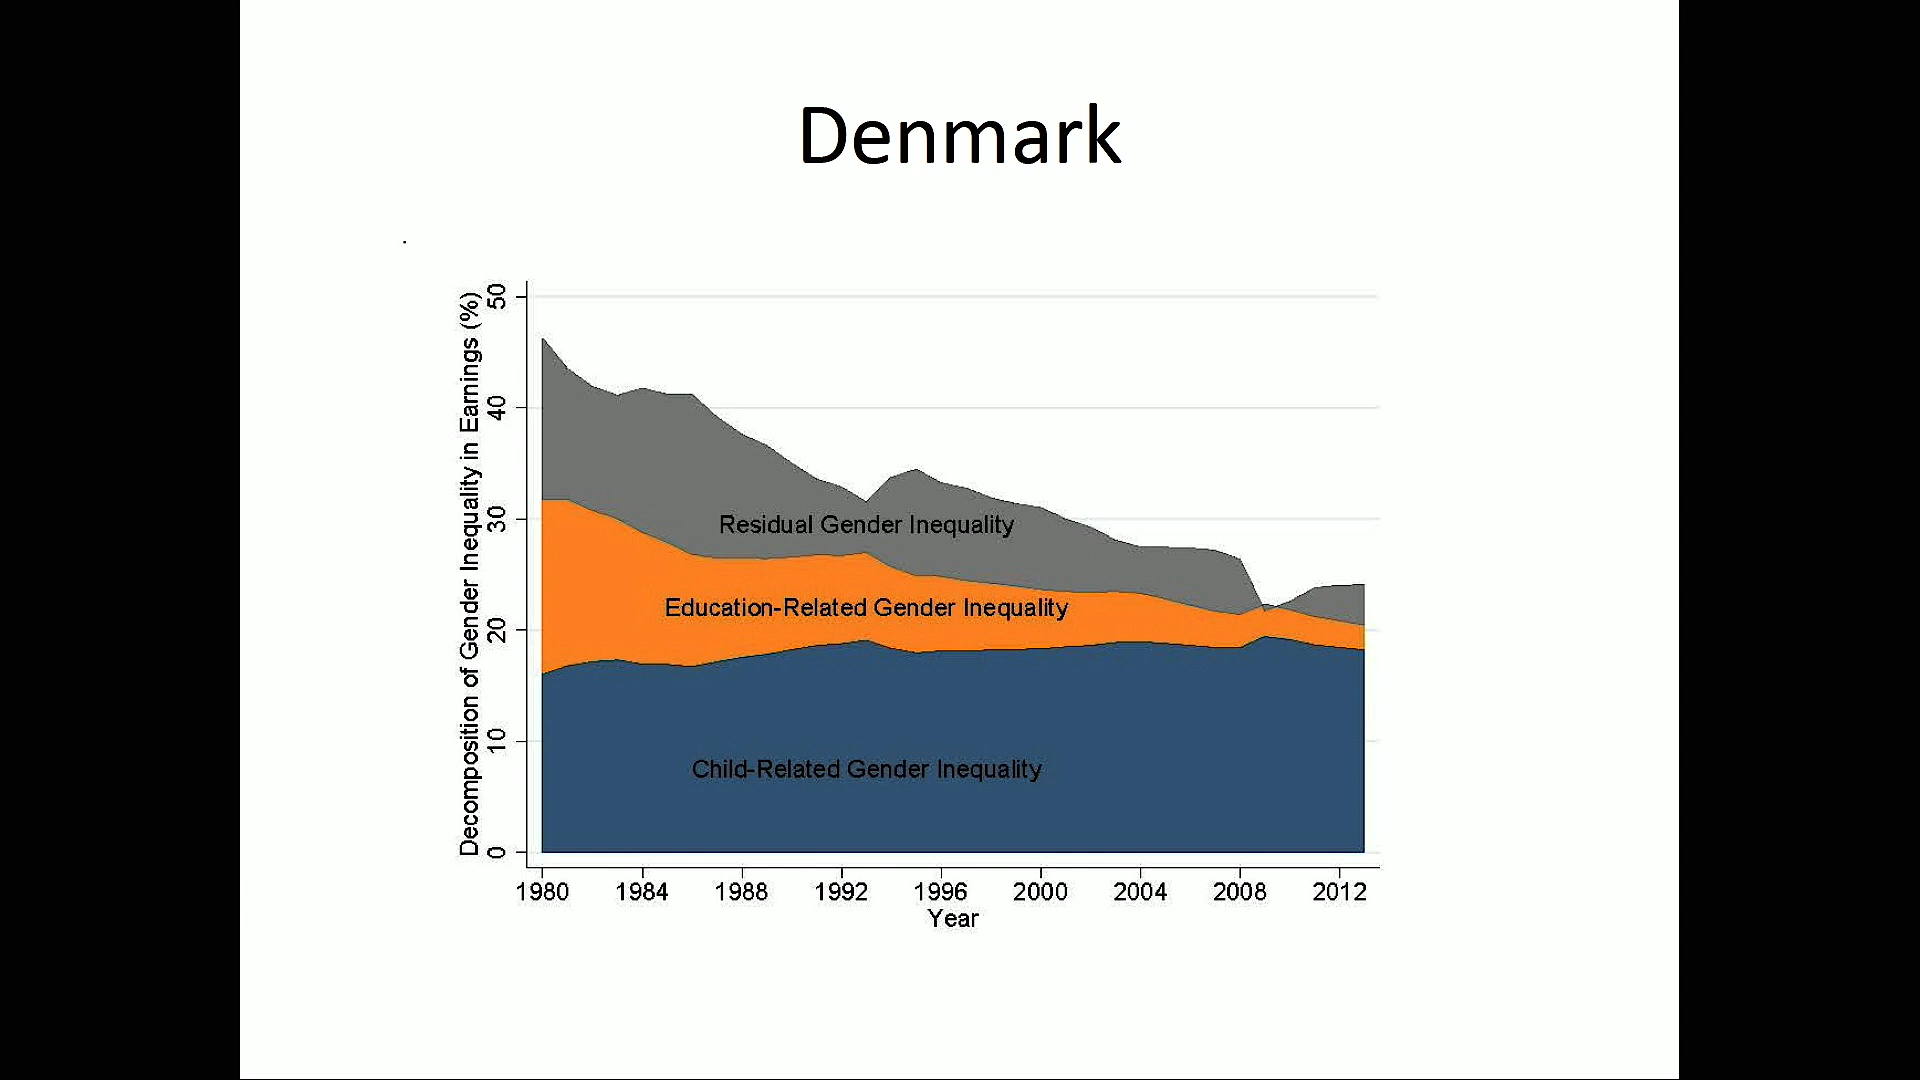 Denmark
Decomposition of Gender Inequality in Earnings (%)
50
40
30
20
10
0
Residual Gender Inequality
Education-Related Gender Inequality
Child-Related Gender Inequality
1980 1984 1988 1992 1996 2000 2004 2008 2012
Year